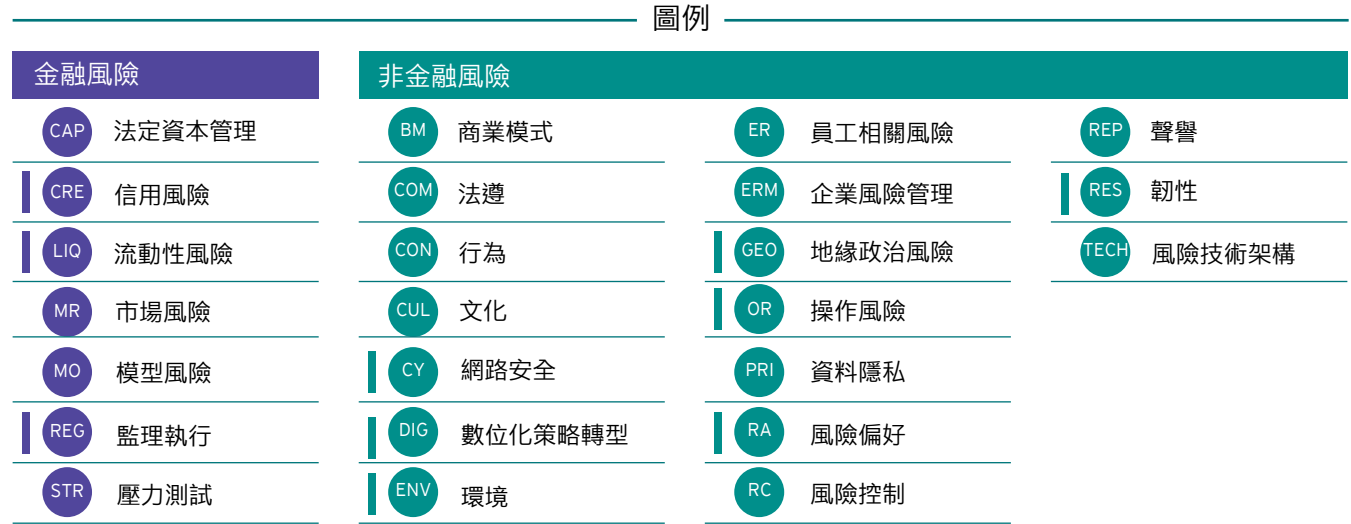 圖例
金融風險
CAP 法定資本管理
CRE 信用風險
LIQ 流動性風險
MR 市場風險
MO 模型風險
REG 監理執行
STR 壓力測試
非金融風險
BM 商業模式
COM 法遵
CON 行為
CUL 文化
CY 網路安全
DIG 數位化策略轉型
ENV 環境
ER 員工相關風險
ERM 企業風險管理
GEO 地緣政治風險
OR 操作風險
PRI 資料隱私
RA 風險偏好
RC 風險控制
REP 聲譽
RES 韌性
TECH 風險技術架構